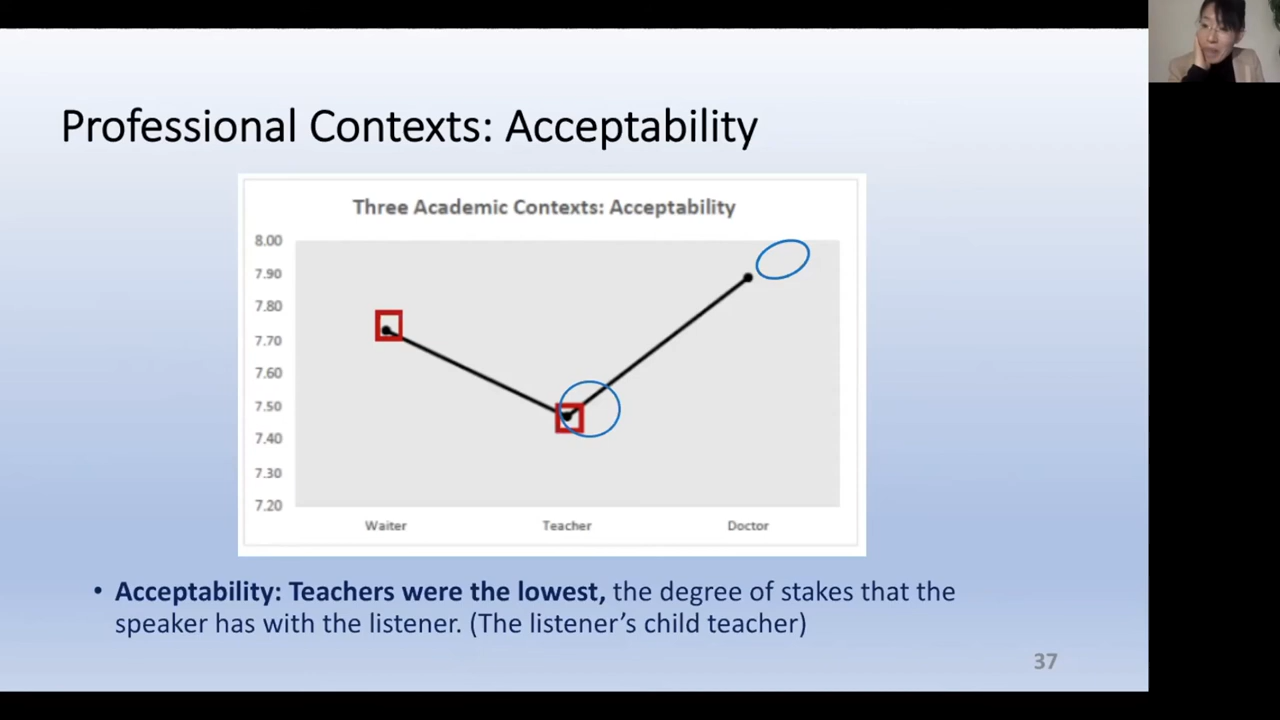 Professional Contexts: Acceptability
Three Academic Contexts: Acceptability
8.00
7.90
7.80
7.70
7.60
7.50
7.40
7.30
7.20
Waiter Teacher Doctor
• Acceptability: Teachers were the lowest, the degree of stakes that the
speaker has with the listener. (The listener’s child teacher)
37